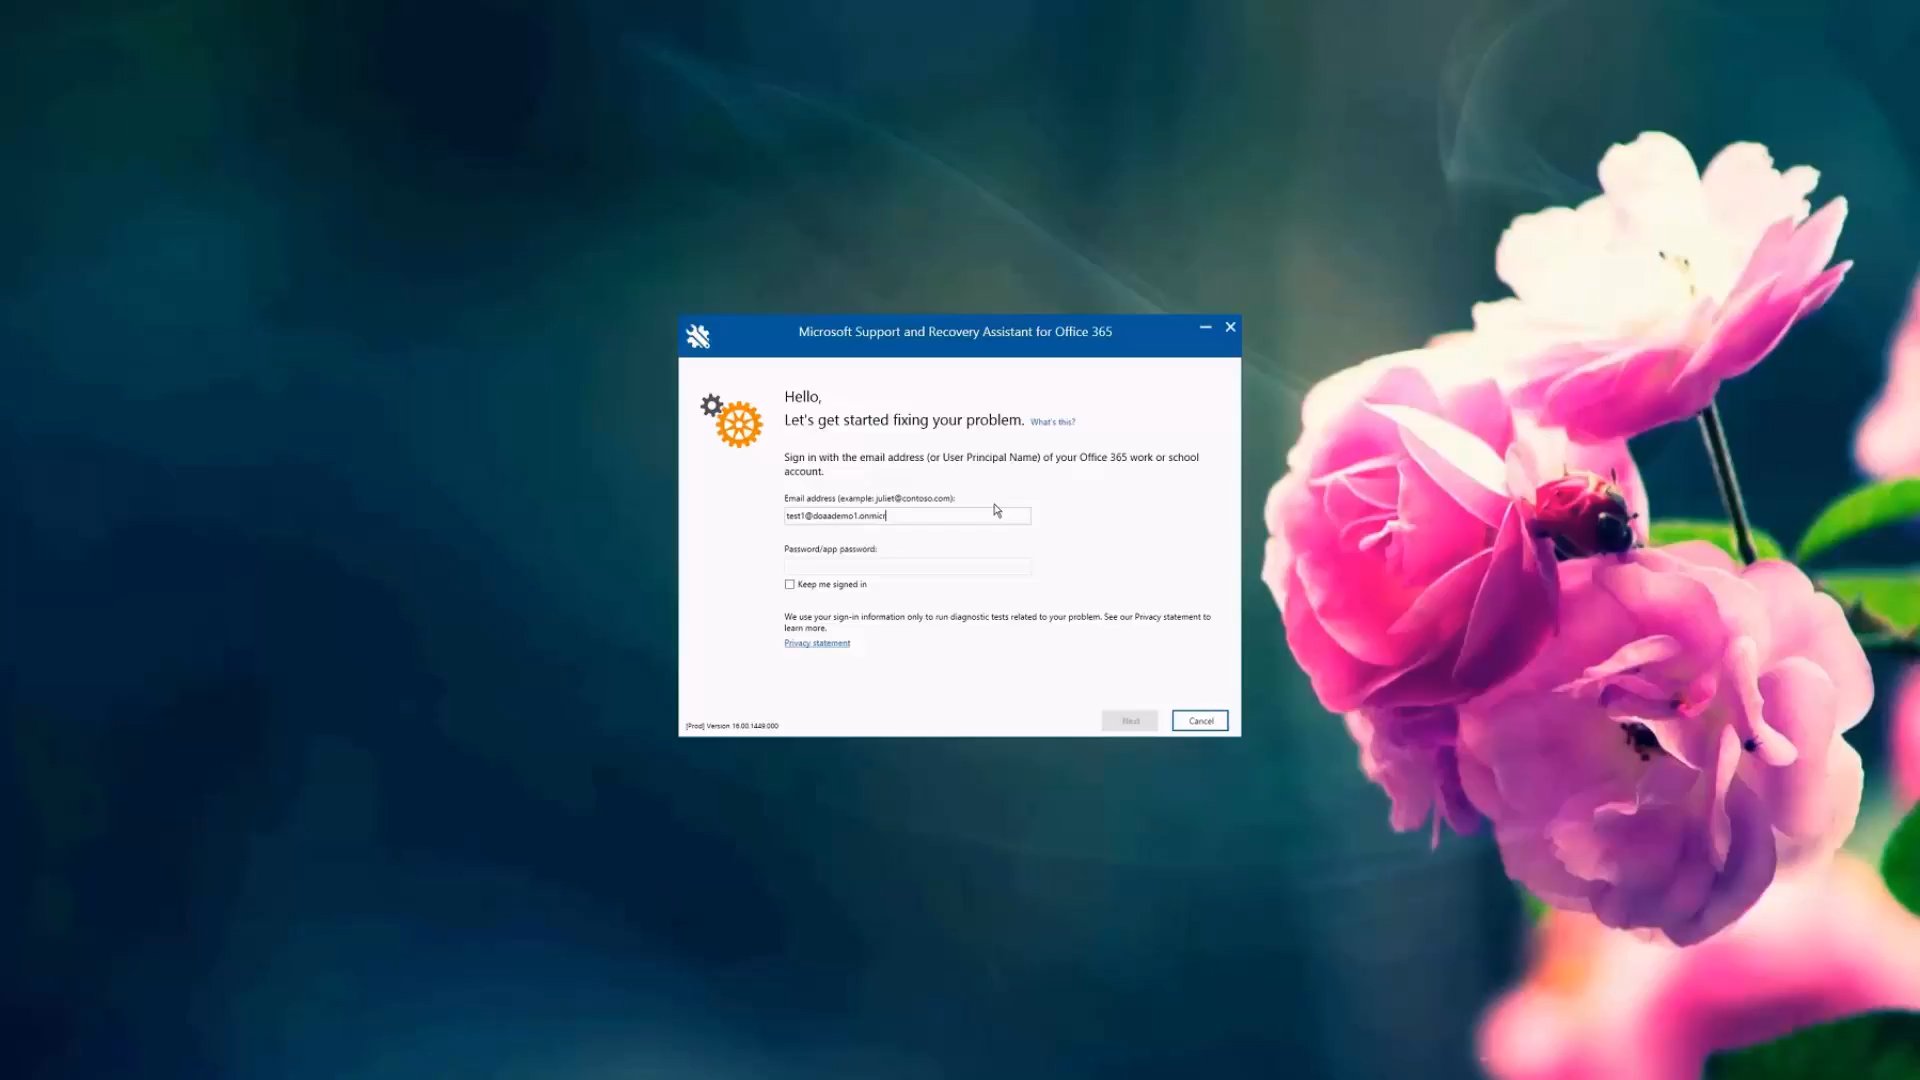 Microsoft Support and Recovery Assistant for Office 365
Hello,
Let's get started fixing your problem. What's this?
Sign in with the email address (or User Principal Name) of your Office 365 work or school
account.
Email address (example: juliet@contoso.com):
test1@doaademo1.onmicr
Password/app password:
Keep me signed in
We use your sign-in information only to run diagnostic tests related to your problem. See our Privacy statement to
learn more.
Privacy statement
[Prod] Version 16.00.1449.000
Next
Cancel